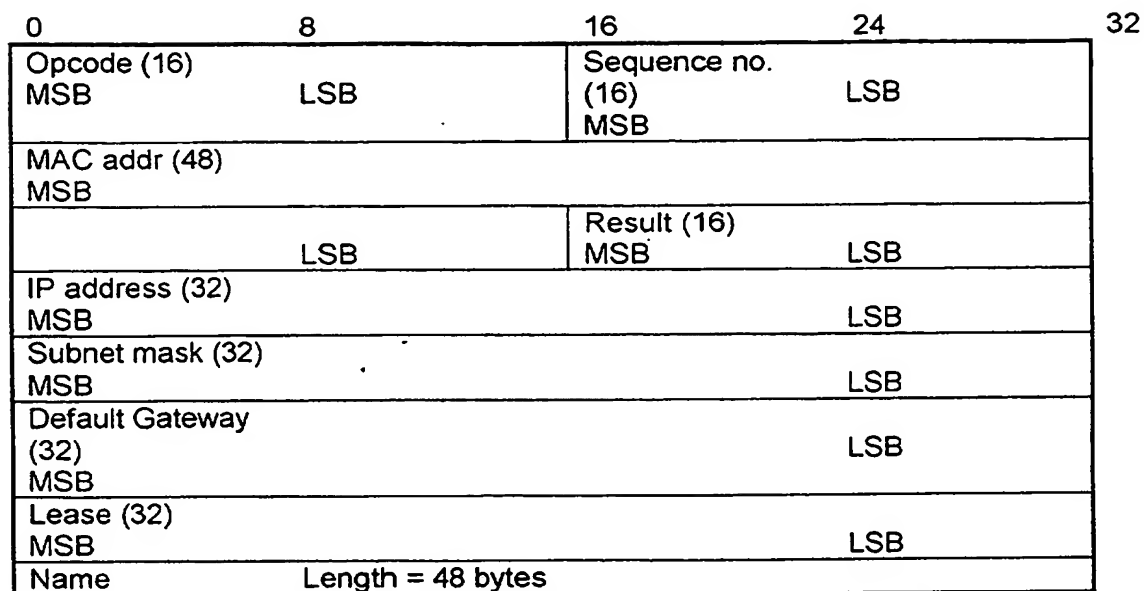 0 8 16 24 32
Opcode (16) Sequence no.
MSB LSB (16) LSB
MSB
MAC addr (48)
MSB
Result (16)
LSB MSB LSB
IP address (32)
MSB LSB
Subnet mask (32)
MSB LSB
Default Gateway
(32) LSB
MSB
Lease (32)
MSB LSB
Name Length = 48 bytes